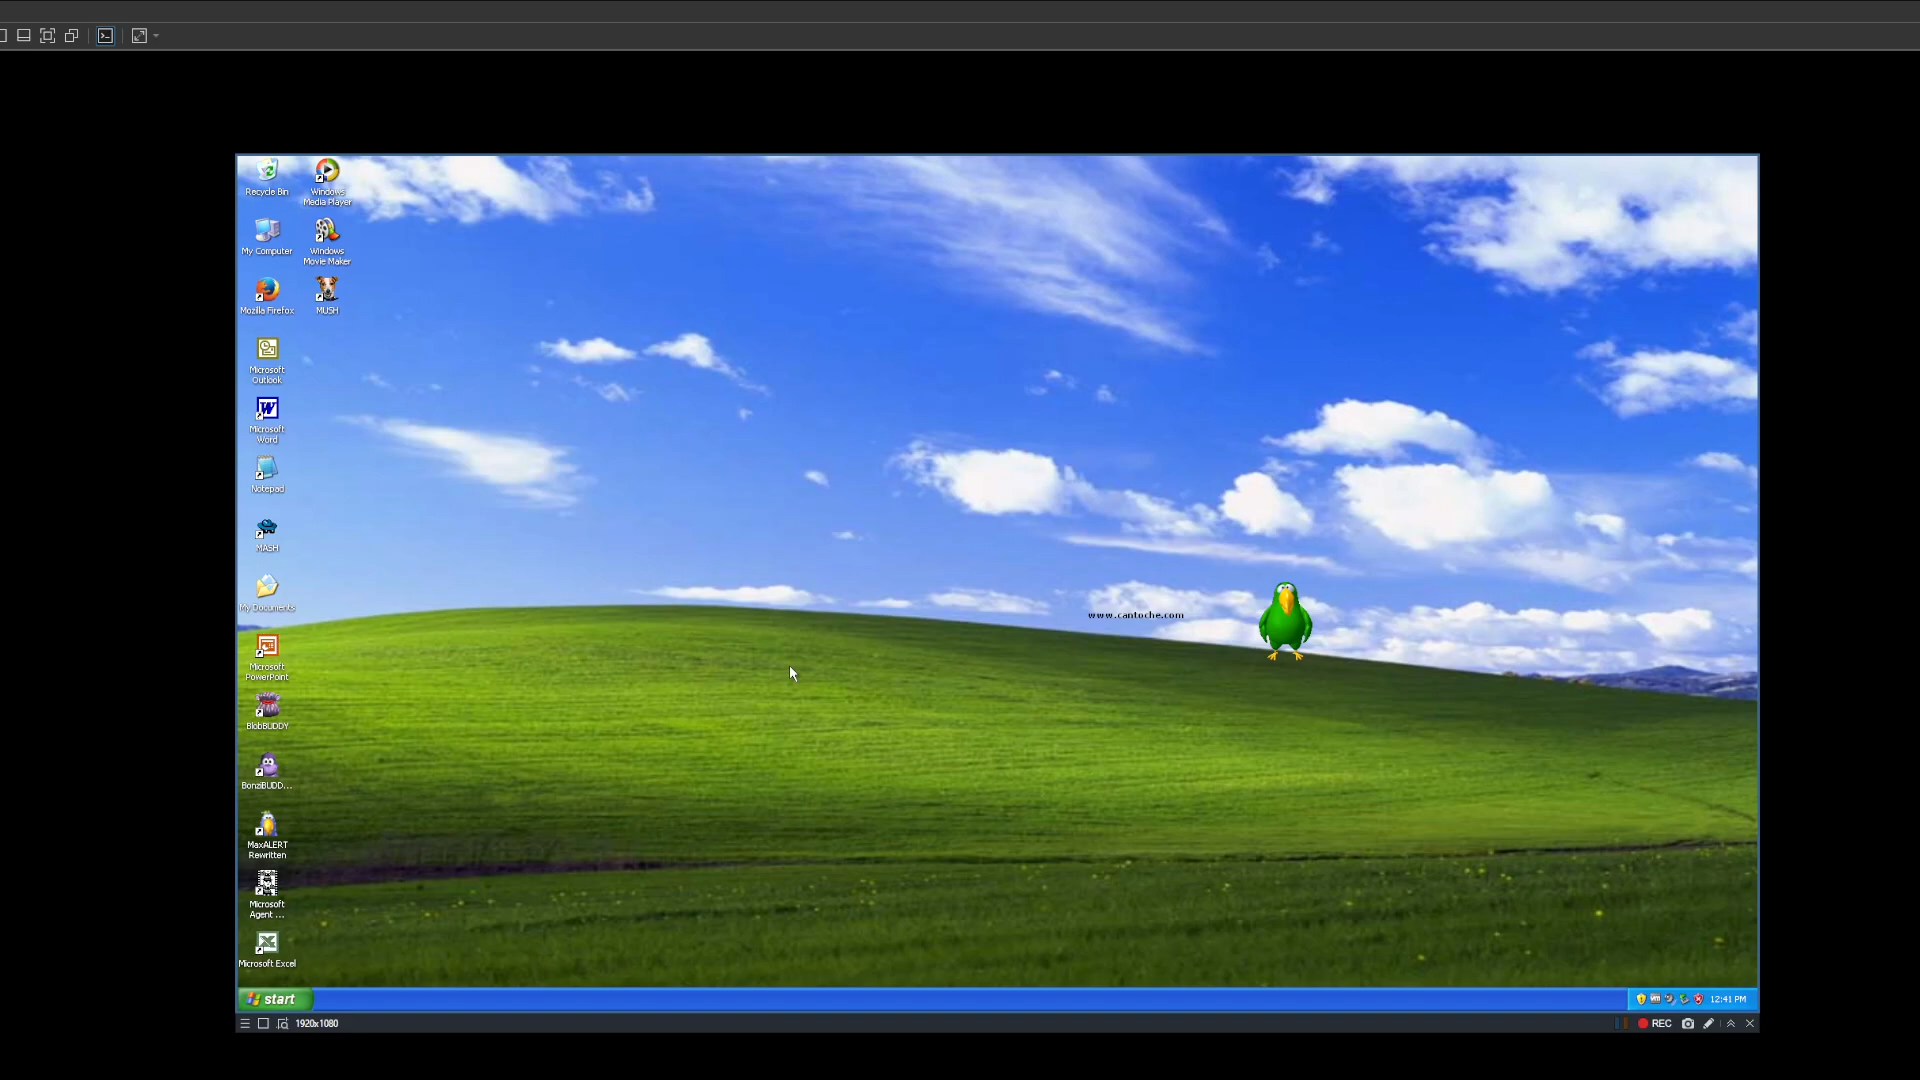 Recycle Bin
Windows
Media Player
My Computer
Windows
Movie Maker
Mozilla Firefox
MUSH
Microsoft
Outlook
Microsoft
Word
Notepad
MASH
My Documents
www.cantoche.com
Microsoft
PowerPoint
BlobBUDDY
BonziBUDD...
MaxALERT
Rewritten
Microsoft
Agent ...
Microsoft Excel
start
12:41 PM
1920x1080
REC